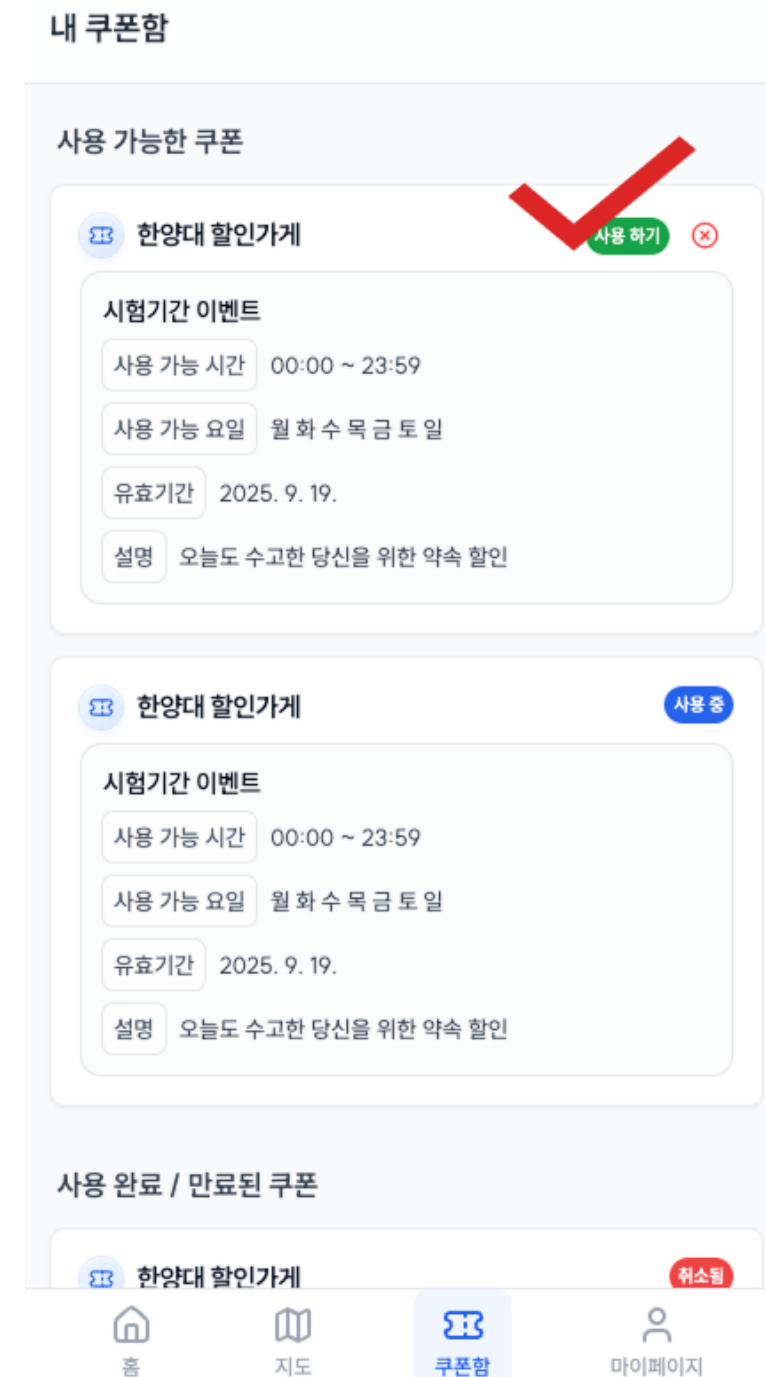 내 쿠폰함
사용 가능한 쿠폰
한양대 할인가게 사용 하기
시험기간 이벤트
사용 가능 시간 00:00 ~ 23:59
사용 가능 요일 월 화 수 목 금 토 일
유효기간 2025. 9. 19.
설명 오늘도 수고한 당신을 위한 약속 할인
한양대 할인가게 사용 중
시험기간 이벤트
사용 가능 시간 00:00 ~ 23:59
사용 가능 요일 월 화 수 목 금 토 일
유효기간 2025. 9. 19.
설명 오늘도 수고한 당신을 위한 약속 할인
사용 완료 / 만료된 쿠폰
한양대 할인가게 취소됨
홈 지도 쿠폰함 마이페이지